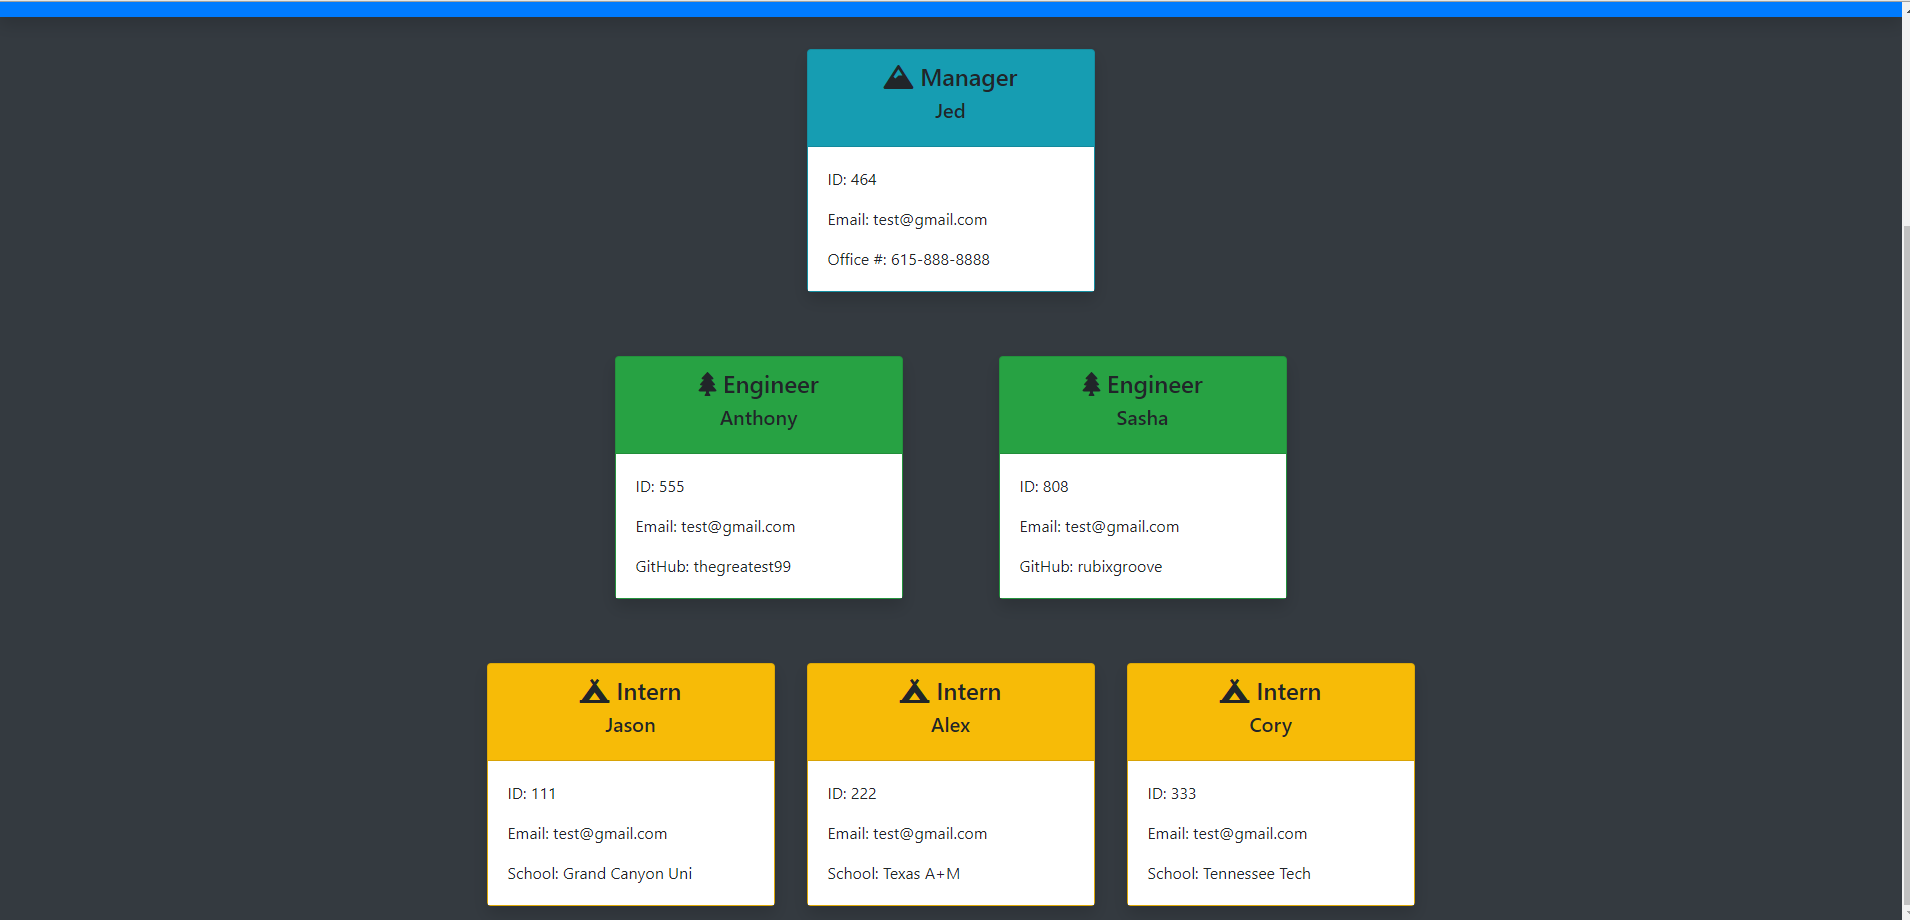 Manager
Jed
ID: 464
Email: test@gmail.com
Office #: 615-888-8888
Engineer
Anthony
ID: 555
Email: test@gmail.com
GitHub: thegreatest99
Engineer
Sasha
ID: 808
Email: test@gmail.com
GitHub: rubixgroove
Intern
Jason
ID: 111
Email: test@gmail.com
School: Grand Canyon Uni
Intern
Alex
ID: 222
Email: test@gmail.com
School: Texas A+M
Intern
Cory
ID: 333
Email: test@gmail.com
School: Tennessee Tech